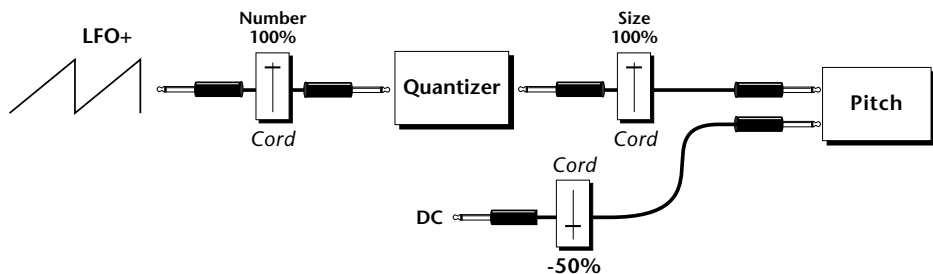 LFO+
Number
100%
Cord
Quantizer
Size
100%
Cord
Pitch
Cord
DC
-50%